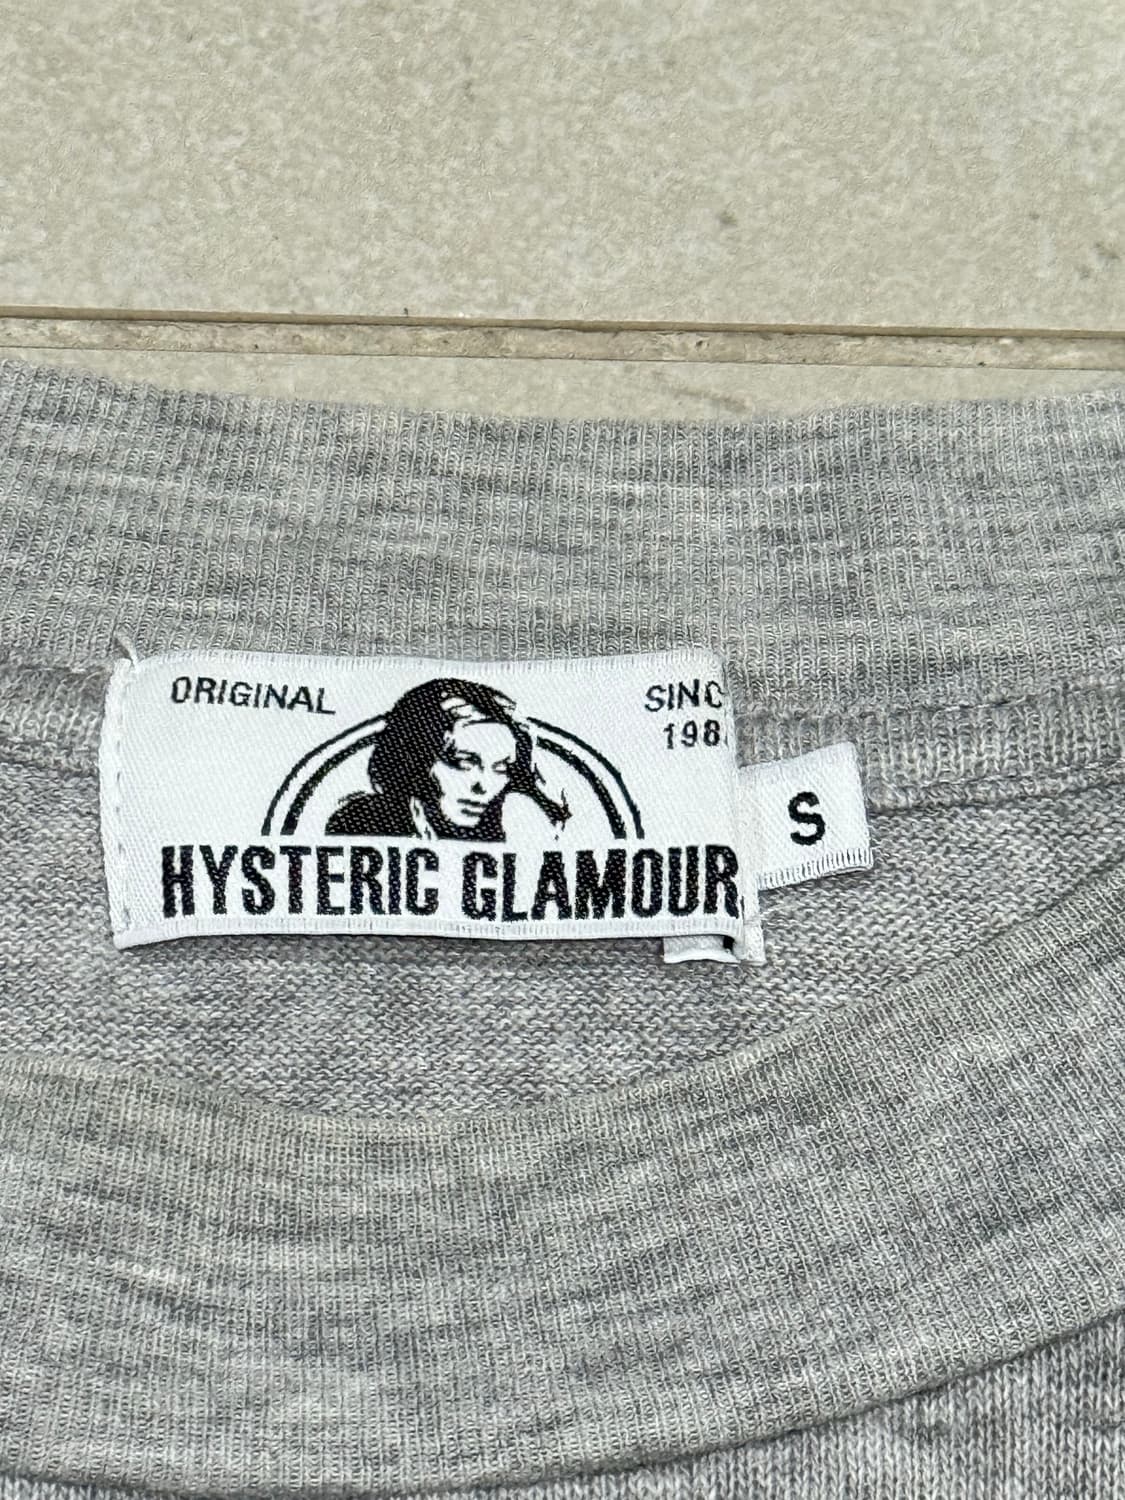 ORIGINAL
SINC
198
HYSTERIC GLAMOUR
S